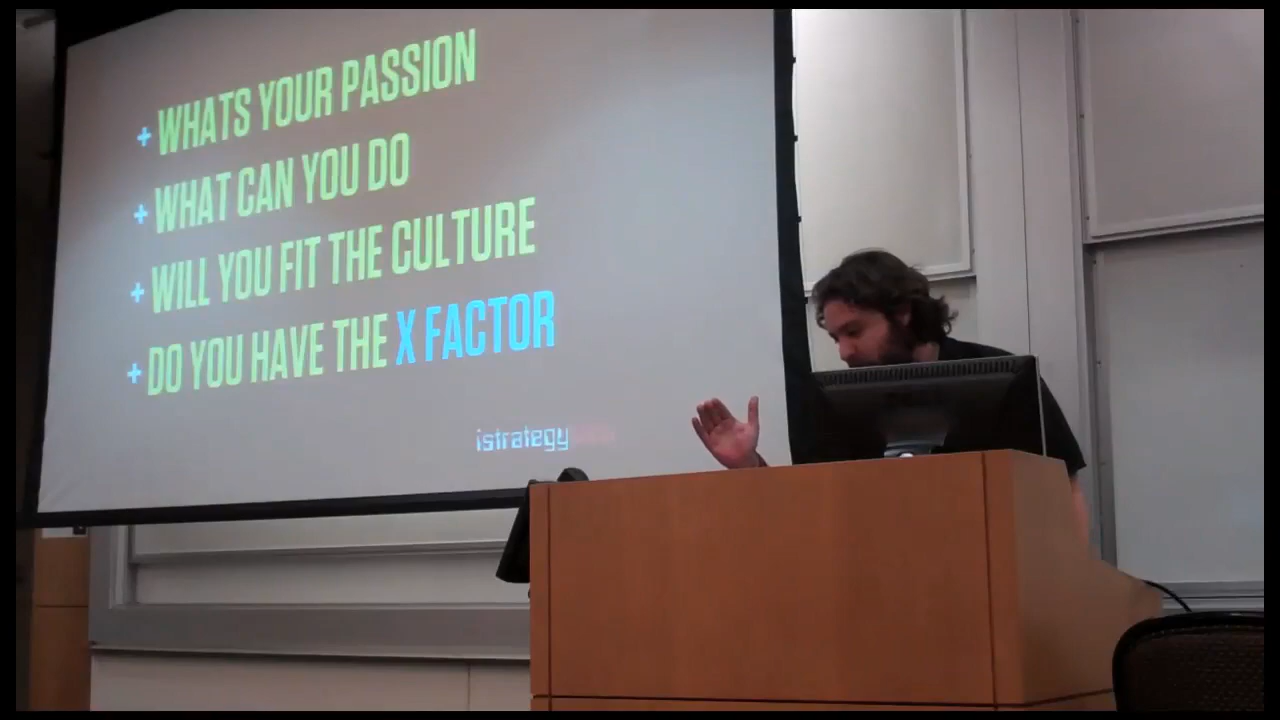 + WHATS YOUR PASSION
+ WHAT CAN YOU DO
+ WILL YOU FIT THE CULTURE
+ DO YOU HAVE THE X FACTOR
istrategy